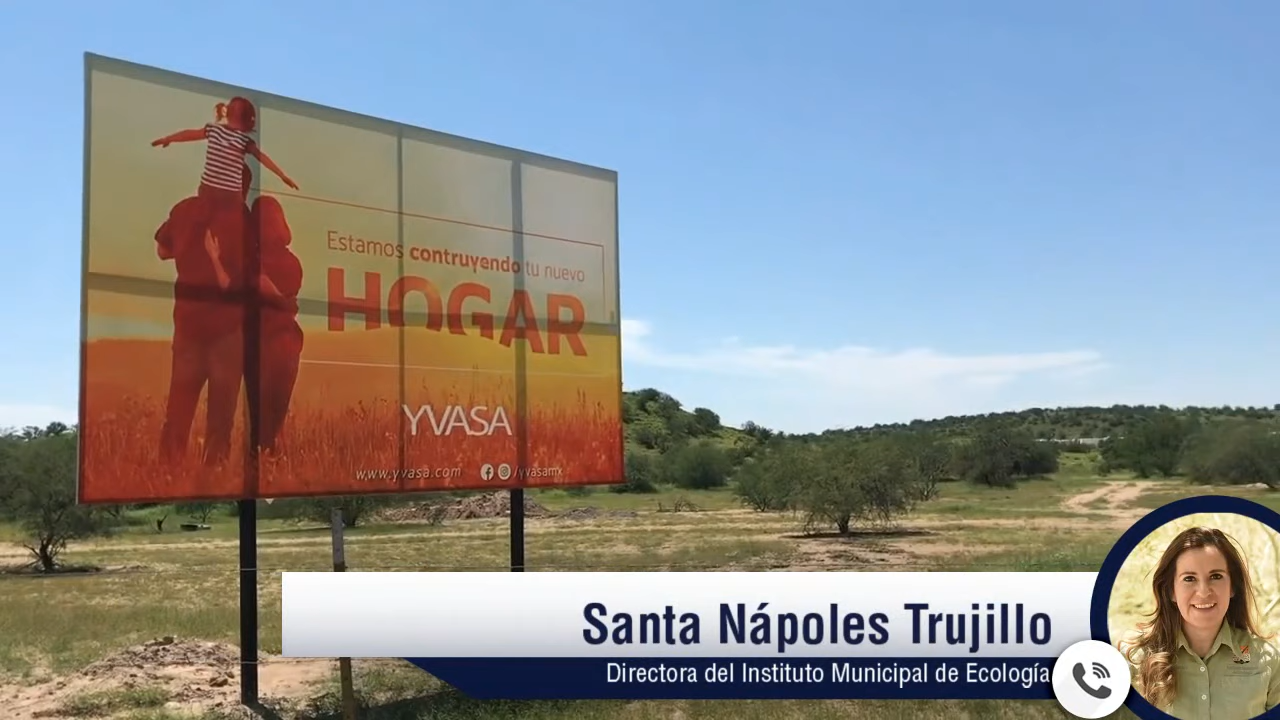 Estamos contruyendo tu nuevo
HOGAR
YVASA
www.yvasa.com /yvasamx
Santa Nápoles Trujillo
Directora del Instituto Municipal de Ecología